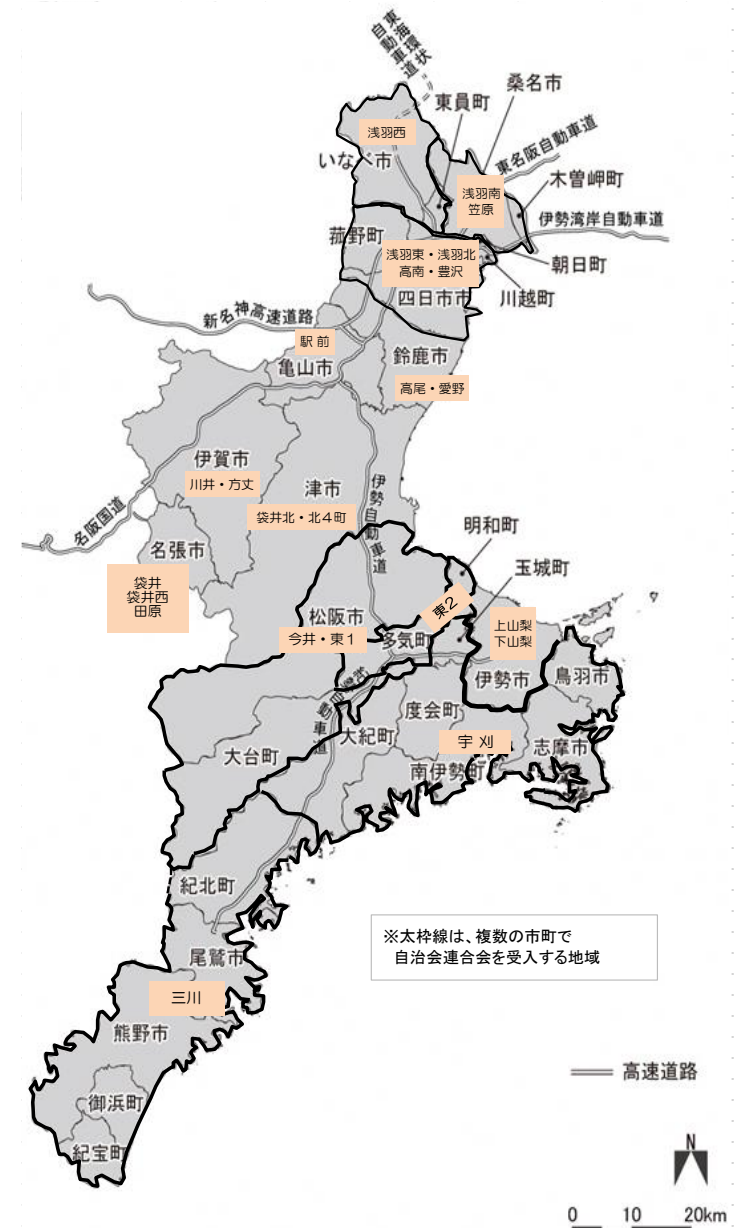 東海環状
自動車道
桑名市
東員町
浅羽西
いなべ市
東名阪自動車道
浅羽南
笠原
木曽岬町
伊勢湾岸自動車道
菰野町
浅羽東・浅羽北
高南・豊沢
朝日町
四日市市
川越町
新名神高速道路
駅前
亀山市
鈴鹿市
高尾・愛野
伊賀市
川井・方丈
津市
袋井北・北4町
伊勢自動車道
名阪国道
名張市
袋井
袋井西
田原
明和町
玉城町
松阪市
今井・東1
東2
多気町
上山梨
下山梨
伊勢市
鳥羽市
度会町
宇刈
志摩市
大紀町
大台町
南伊勢町
紀勢自動車道
紀北町
※太枠線は、複数の市町で
自治会連合会を受入する地域
尾鷲市
三川
熊野市
高速道路
御浜町
紀宝町
N
0 10 20km